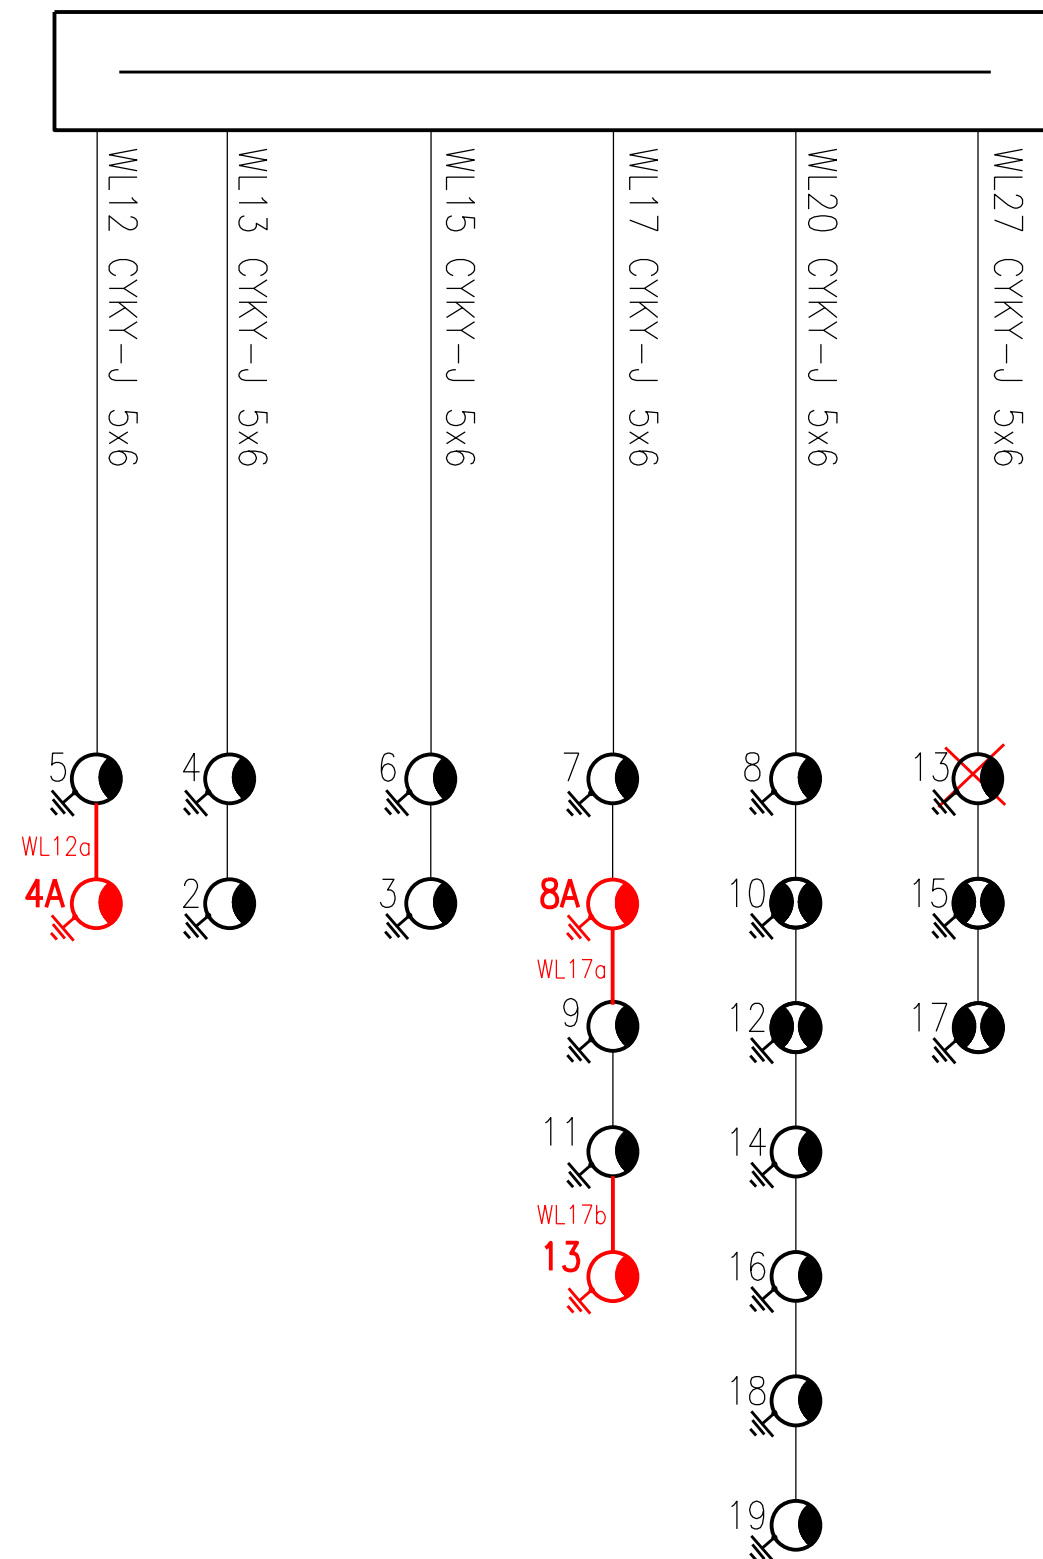 WL12 CYKY-J 5x6
WL13 CYKY-J 5x6
WL15 CYKY-J 5x6
WL17 CYKY-J 5x6
WL20 CYKY-J 5x6
WL27 CYKY-J 5x6
5
4
6
7
8
13
WL12a
4A
2
3
8A
10
15
WL17a
9
12
17
11
14
WL17b
13
16
18
19